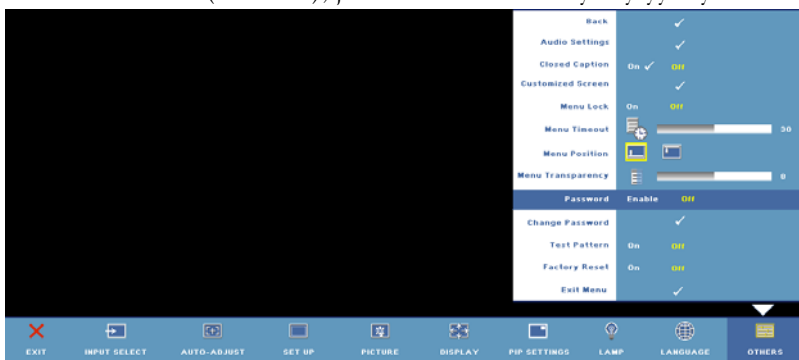 Back
Audio Settings
Closed Caption On Off
Customized Screen
Menu Lock On Off
Menu Timeout 30
Menu Position
Menu Transparency 0
Password Enable Off
Change Password
Test Pattern On Off
Factory Reset On Off
Exit Menu
EXIT INPUT SELECT AUTO-ADJUST SET UP PICTURE DISPLAY PIP SETTINGS LAMP LANGUAGE OTHERS